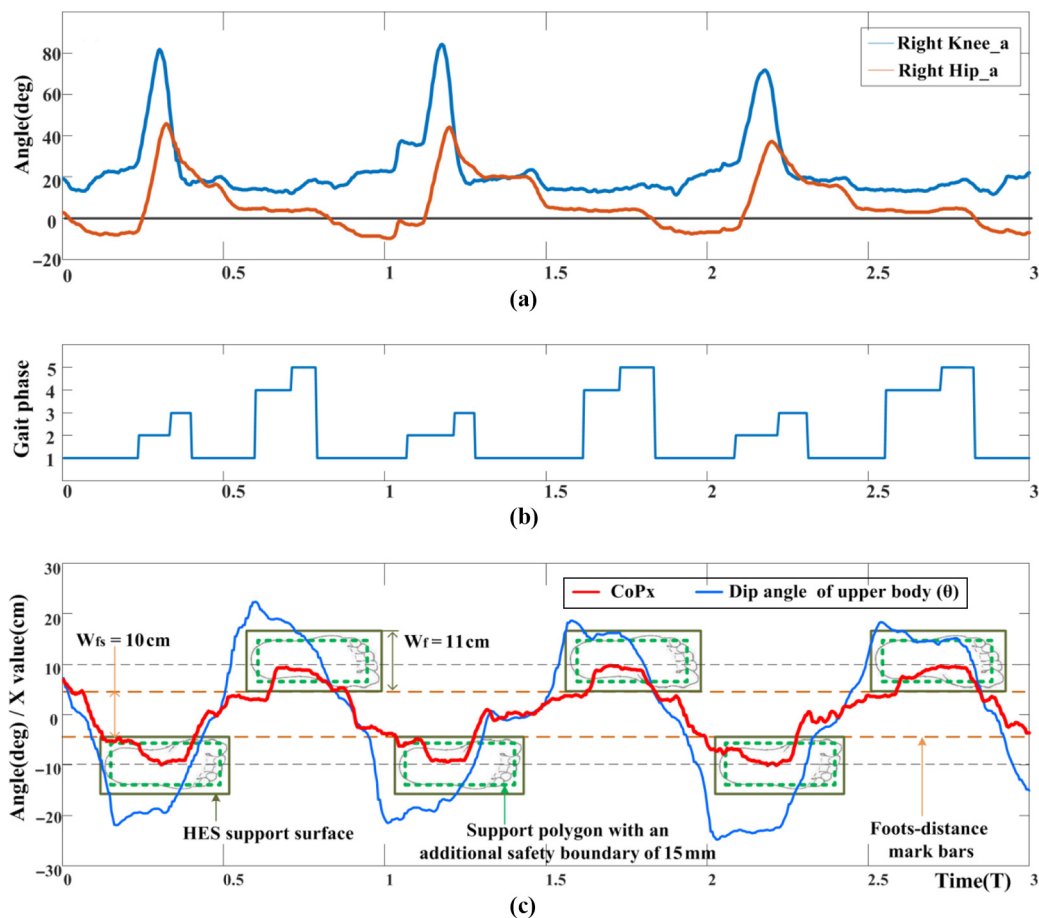 80
60
40
20
0
−20
Angle(deg)
Right Knee_a
Right Hip_a
0 0.5 1 1.5 2 2.5 3
(a)
5
4
3
2
1
Gait phase
0 0.5 1 1.5 2 2.5 3
(b)
30
20
10
0
−10
−20
−30
Angle(deg) / X value(cm)
CoPx Dip angle of upper body (θ)
Wfs = 10 cm
Wf = 11cm
HES support surface
Support polygon with an
additional safety boundary of 15mm
Foots-distance
mark bars
0 0.5 1 1.5 2 2.5 3
Time(T)
(c)